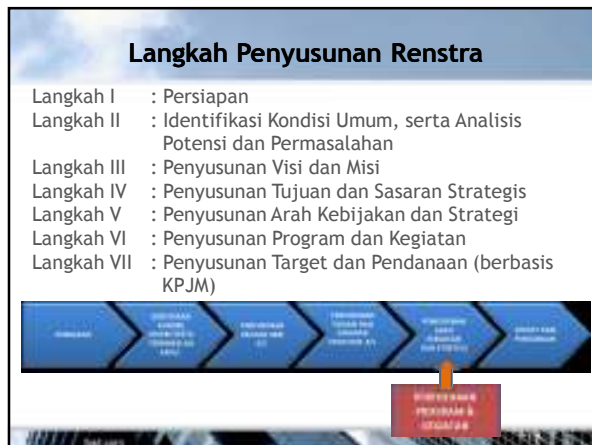 Langkah Penyusunan Renstra
Langkah I : Persiapan
Langkah II : Identifikasi Kondisi Umum, serta Analisis
Potensi dan Permasalahan
Langkah III : Penyusunan Visi dan Misi
Langkah IV : Penyusunan Tujuan dan Sasaran Strategis
Langkah V : Penyusunan Arah Kebijakan dan Strategi
Langkah VI : Penyusunan Program dan Kegiatan
Langkah VII : Penyusunan Target dan Pendanaan (berbasis
KPJM)
PROGRAM &
KEGIATAN